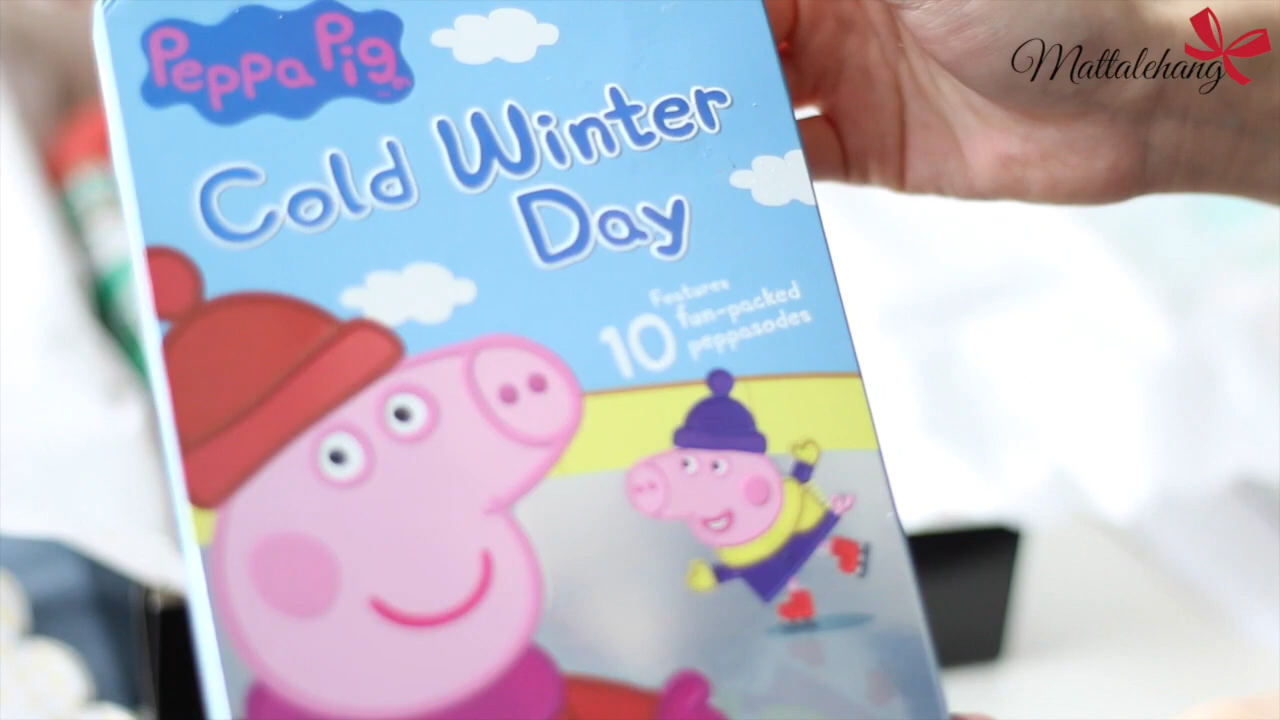 Peppa Pig
Cold Winter
Day
Features
10 fun-packed
peppasodes
Mattalehang